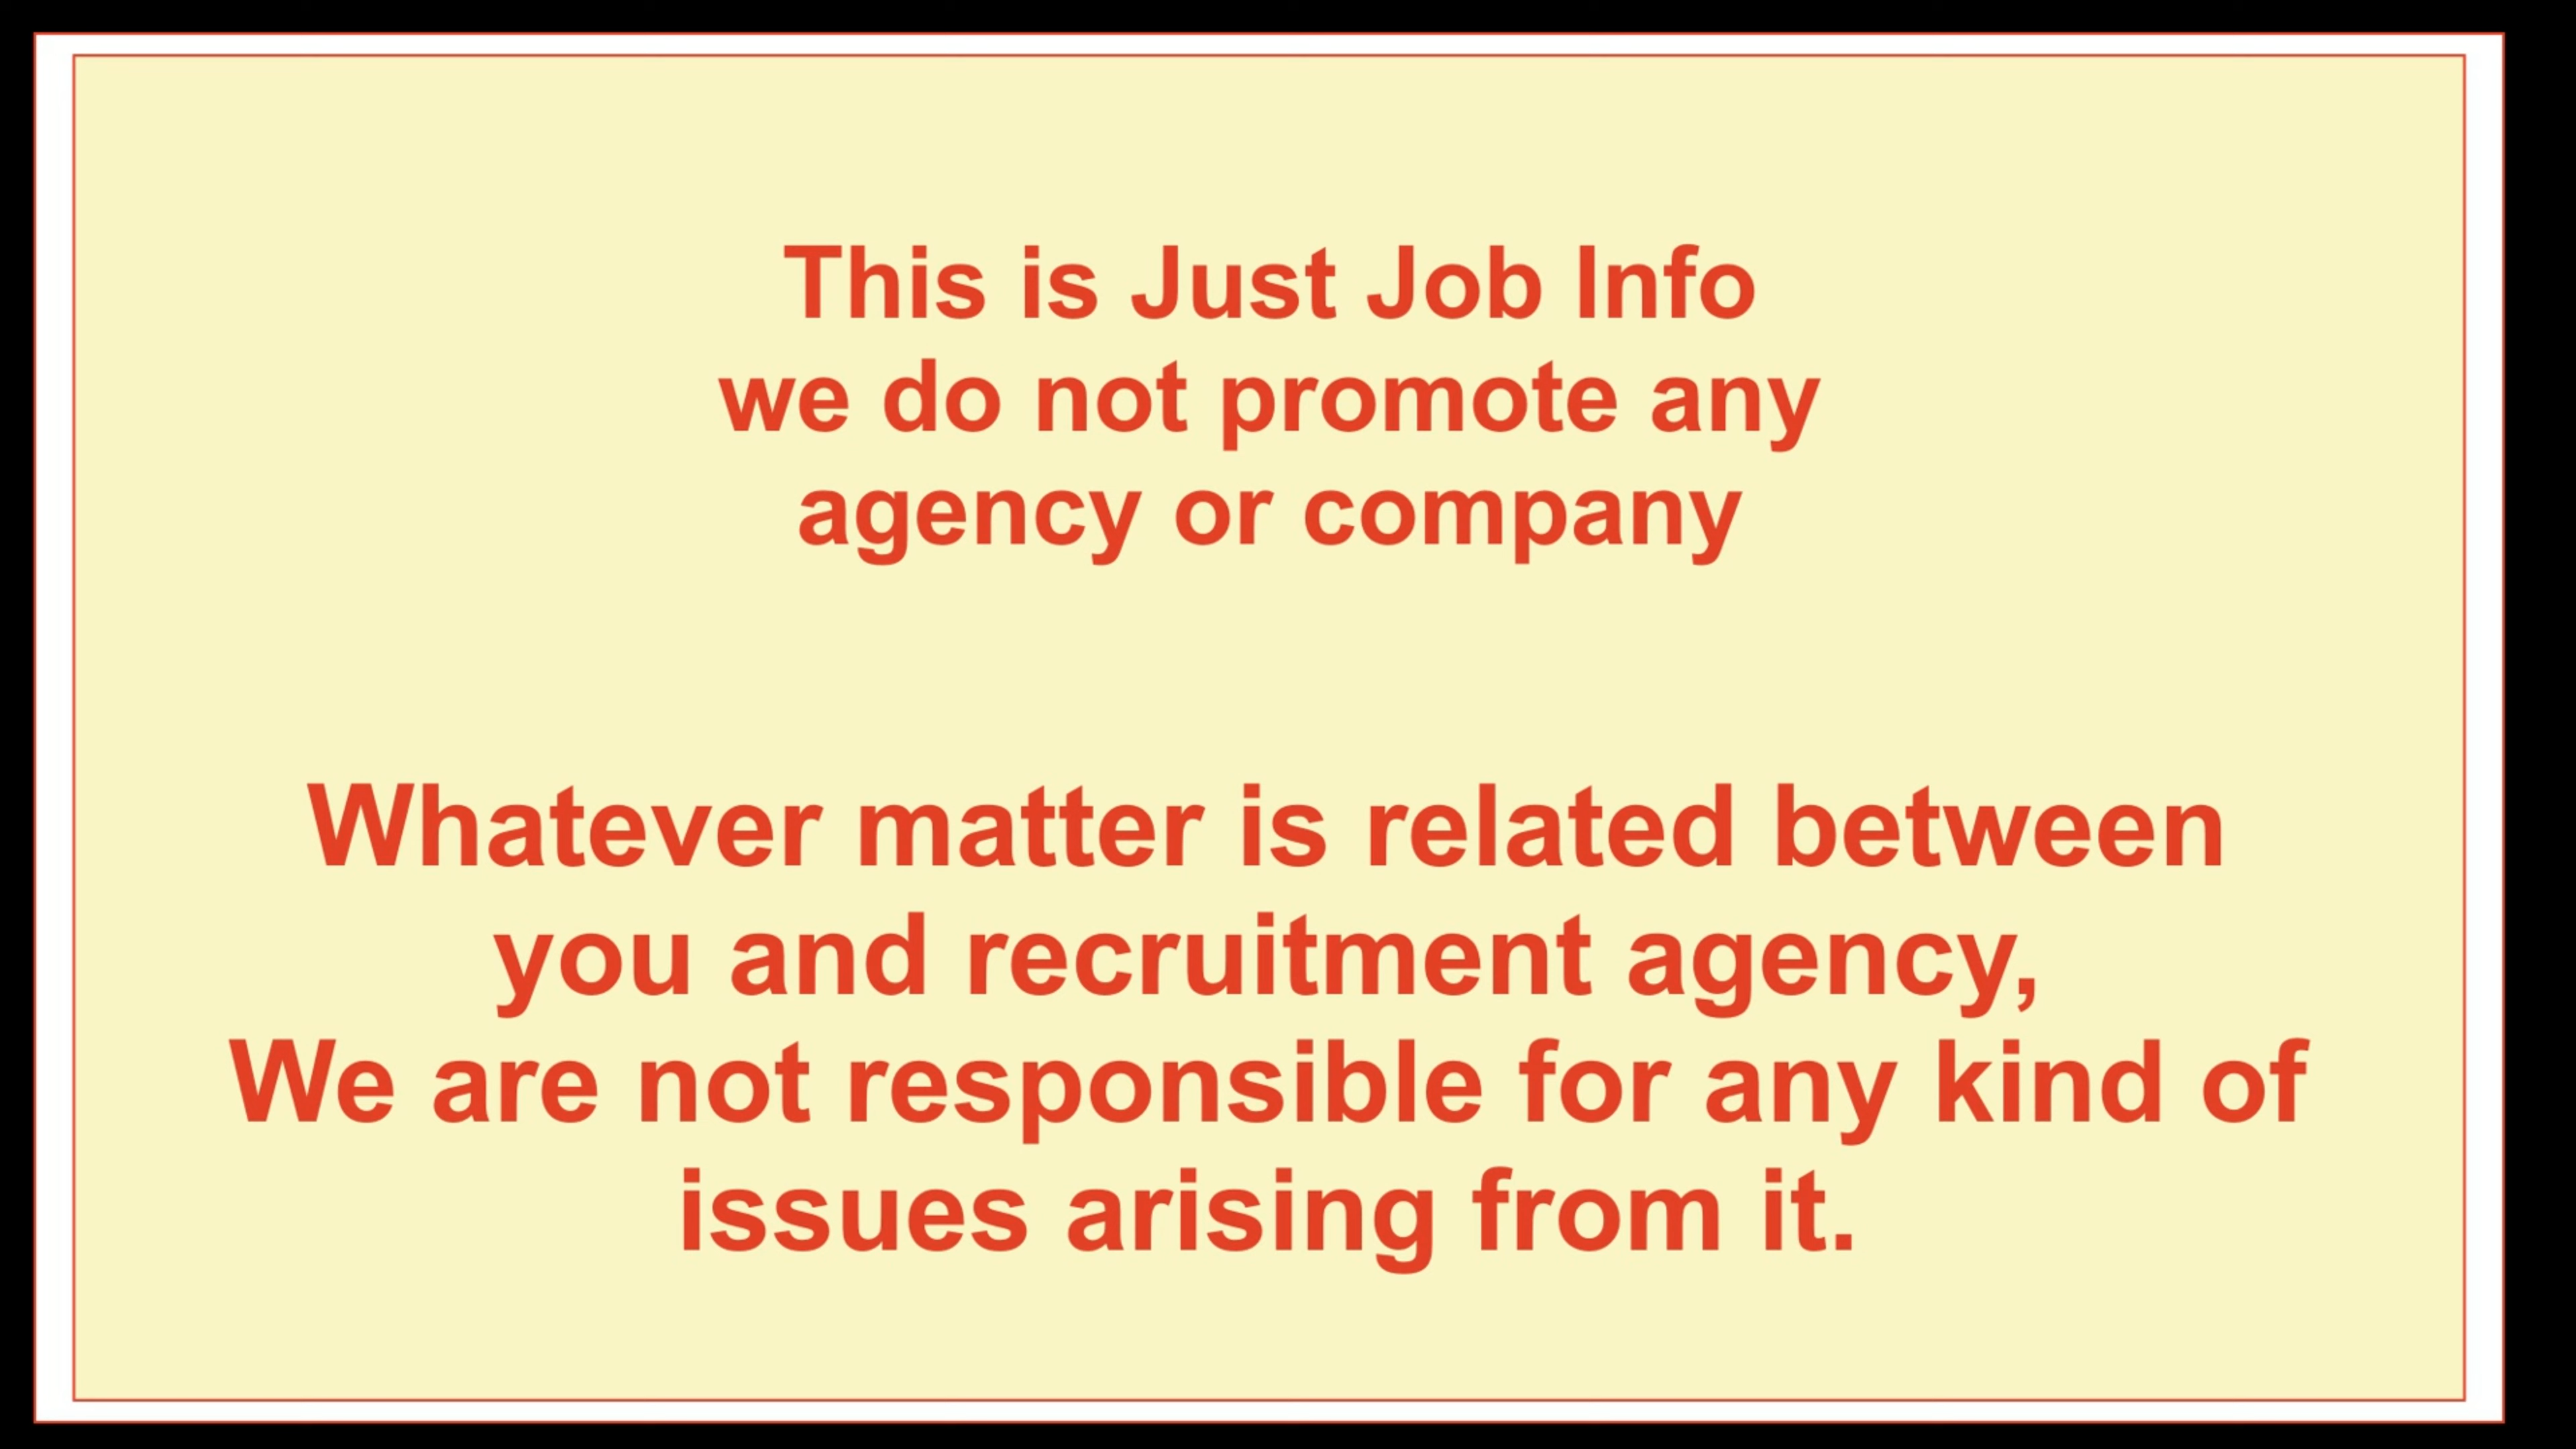 This is Just Job Info
we do not promote any
agency or company
Whatever matter is related between
you and recruitment agency,
We are not responsible for any kind of
issues arising from it.